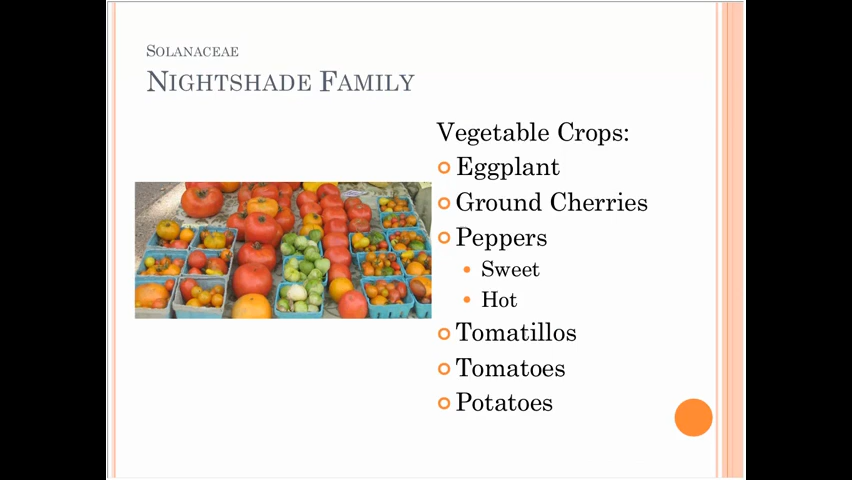 Solanaceae
Nightshade Family
Vegetable Crops:
Eggplant
Ground Cherries
Peppers
Sweet
Hot
Tomatillos
Tomatoes
Potatoes